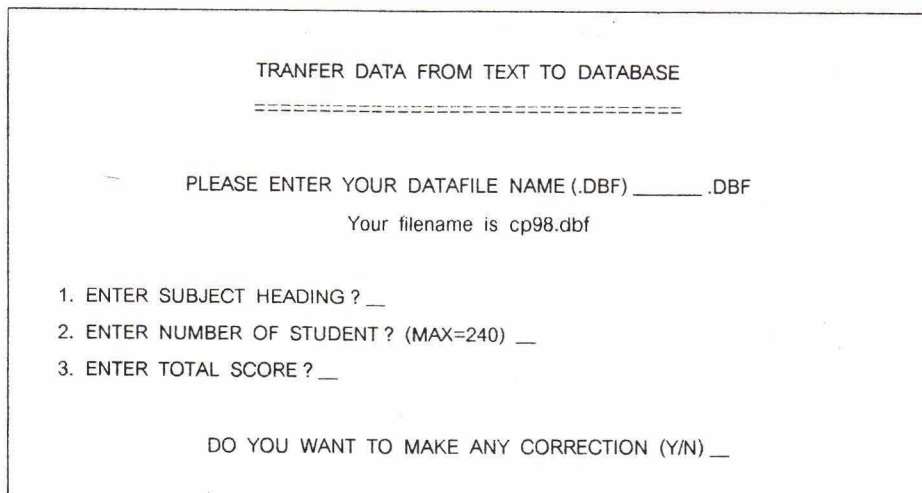 TRANFER DATA FROM TEXT TO DATABASE
=================================
PLEASE ENTER YOUR DATAFILE NAME (.DBF) ______ .DBF
Your filename is cp98.dbf
1. ENTER SUBJECT HEADING ? __
2. ENTER NUMBER OF STUDENT ? (MAX=240) __
3. ENTER TOTAL SCORE ? __
DO YOU WANT TO MAKE ANY CORRECTION (Y/N) __